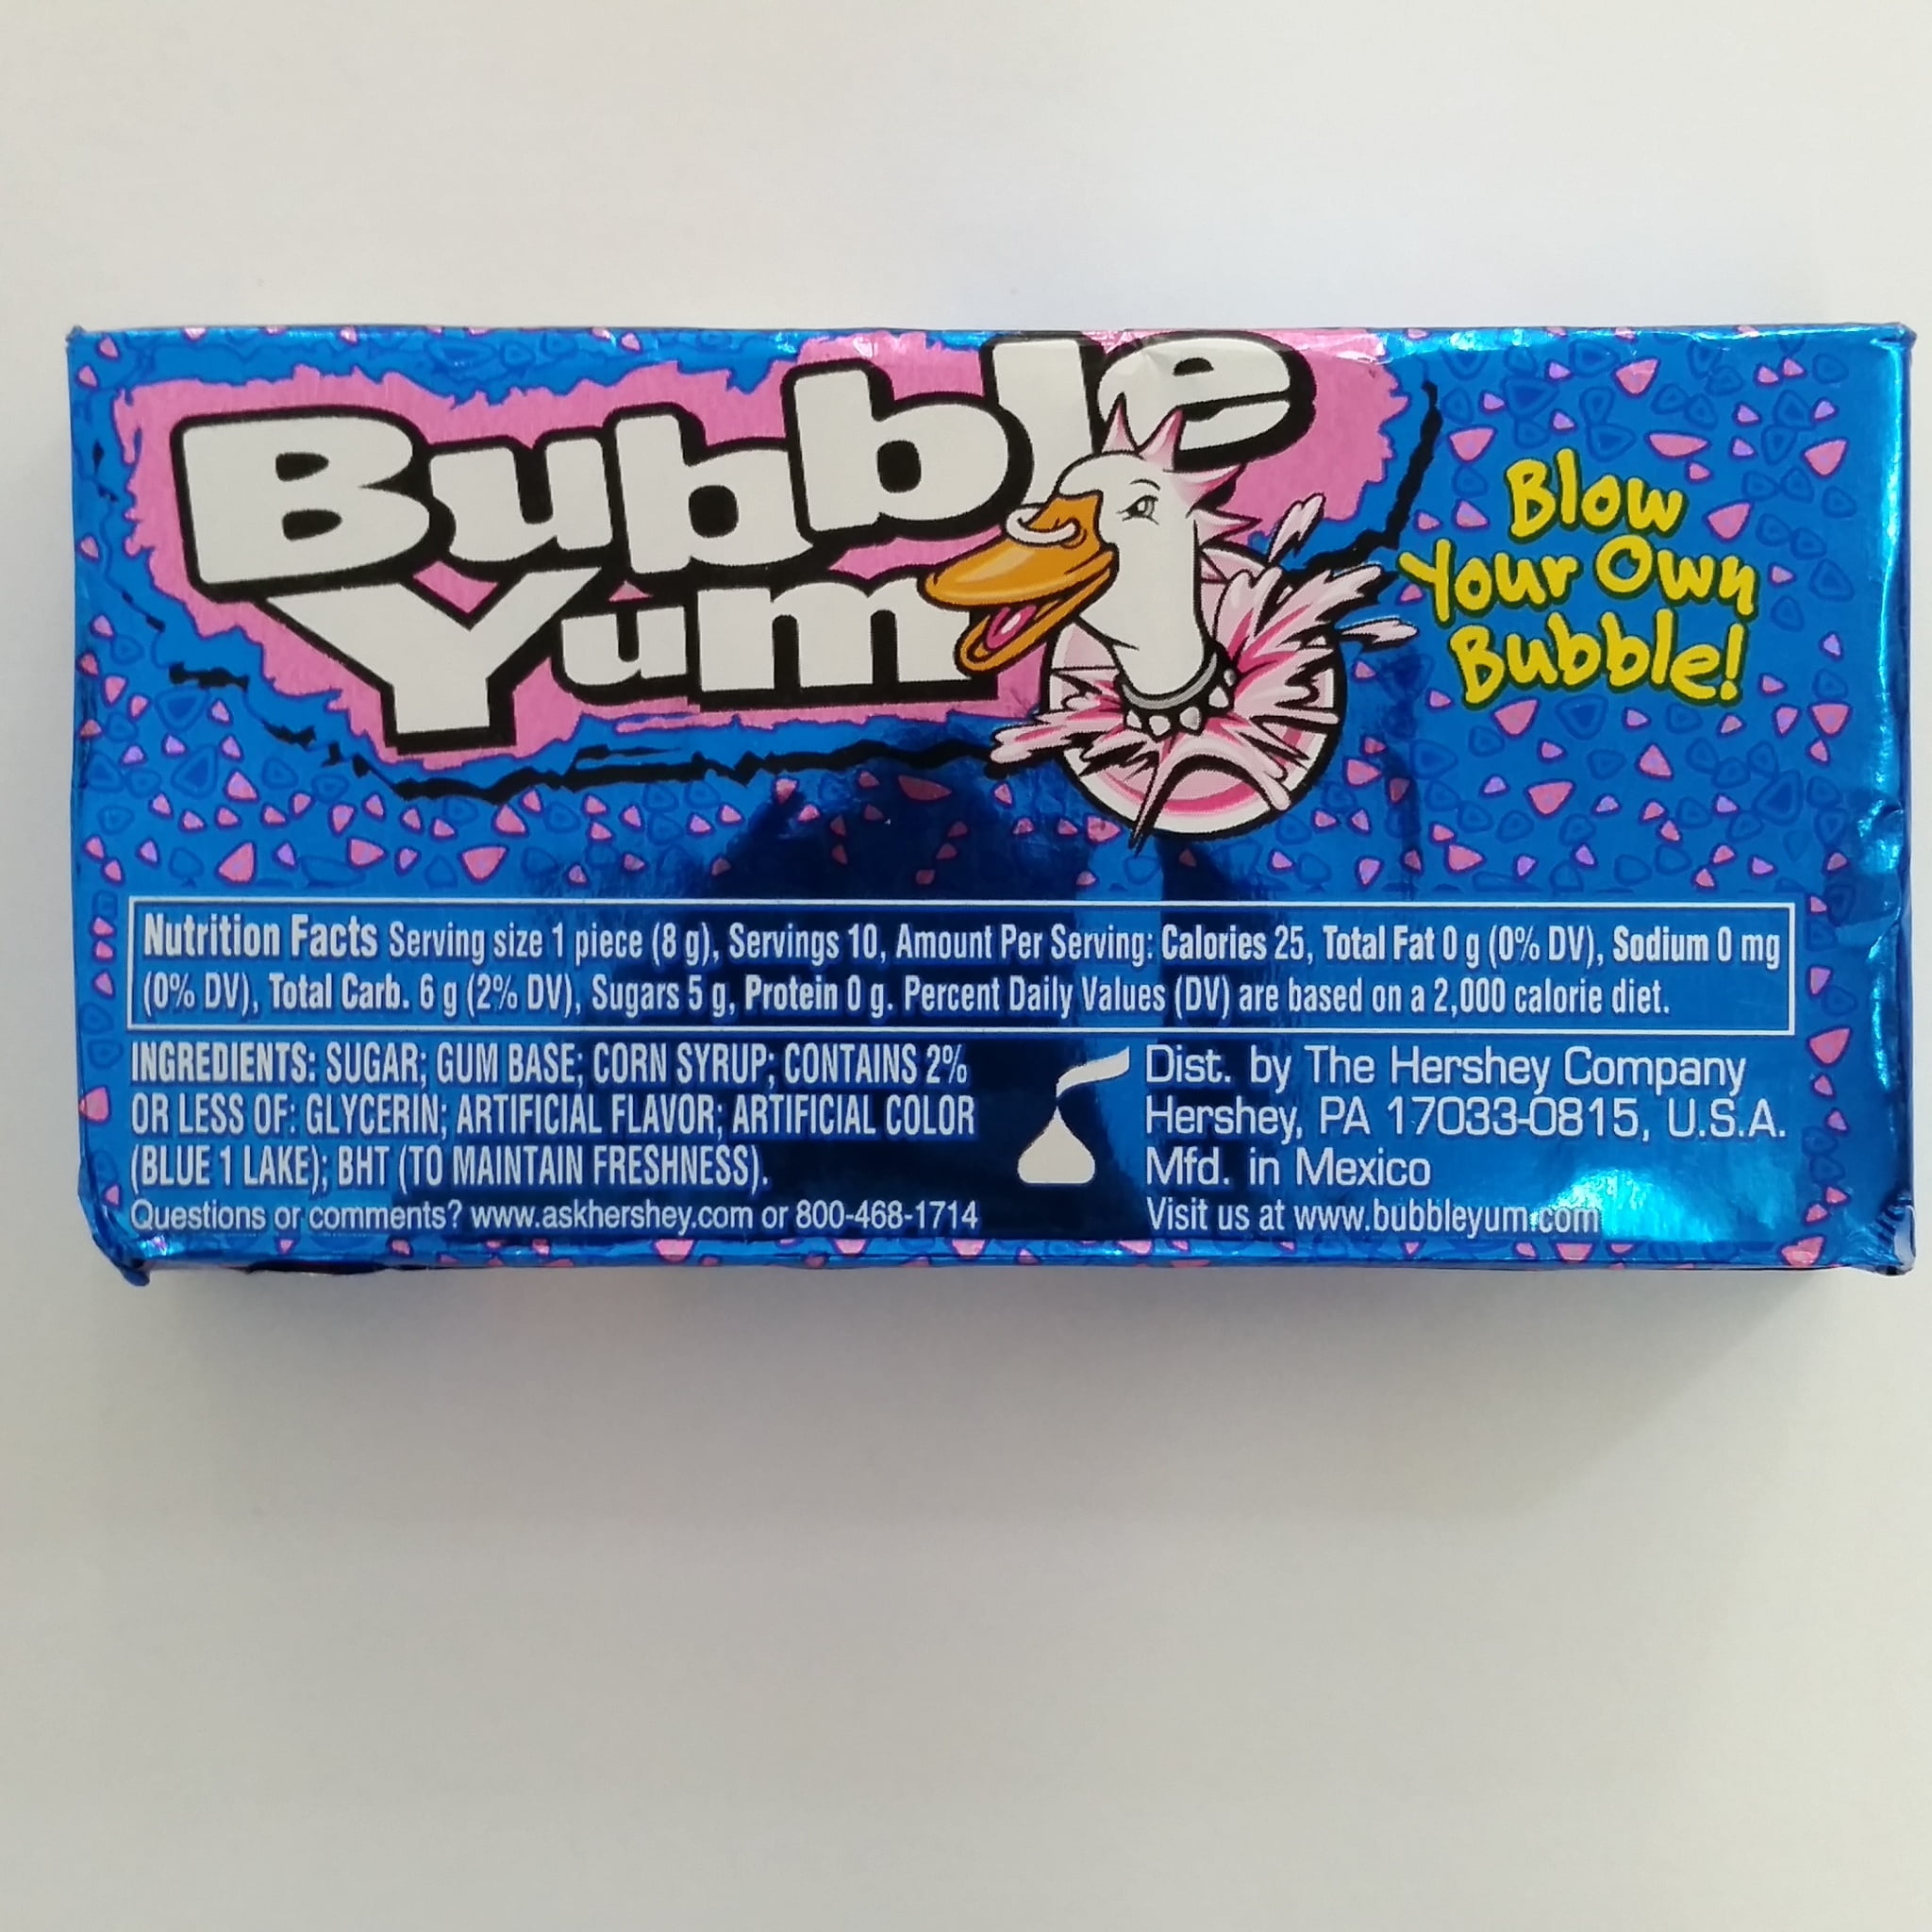 Bubble
Yum
Blow
Your Own
Bubble!
Nutrition Facts Serving size 1 piece (8 g), Servings 10, Amount Per Serving: Calories 25, Total Fat 0 g (0% DV), Sodium 0 mg
(0% DV), Total Carb. 6 g (2% DV), Sugars 5 g, Protein 0 g. Percent Daily Values (DV) are based on a 2,000 calorie diet.
INGREDIENTS: SUGAR; GUM BASE; CORN SYRUP; CONTAINS 2%
OR LESS OF: GLYCERIN; ARTIFICIAL FLAVOR; ARTIFICIAL COLOR
(BLUE 1 LAKE); BHT (TO MAINTAIN FRESHNESS).
Questions or comments? www.askhershey.com or 800-468-1714
Dist. by The Hershey Company
Hershey, PA 17033-0815, U.S.A.
Mfd. in Mexico
Visit us at www.bubbleyum.com